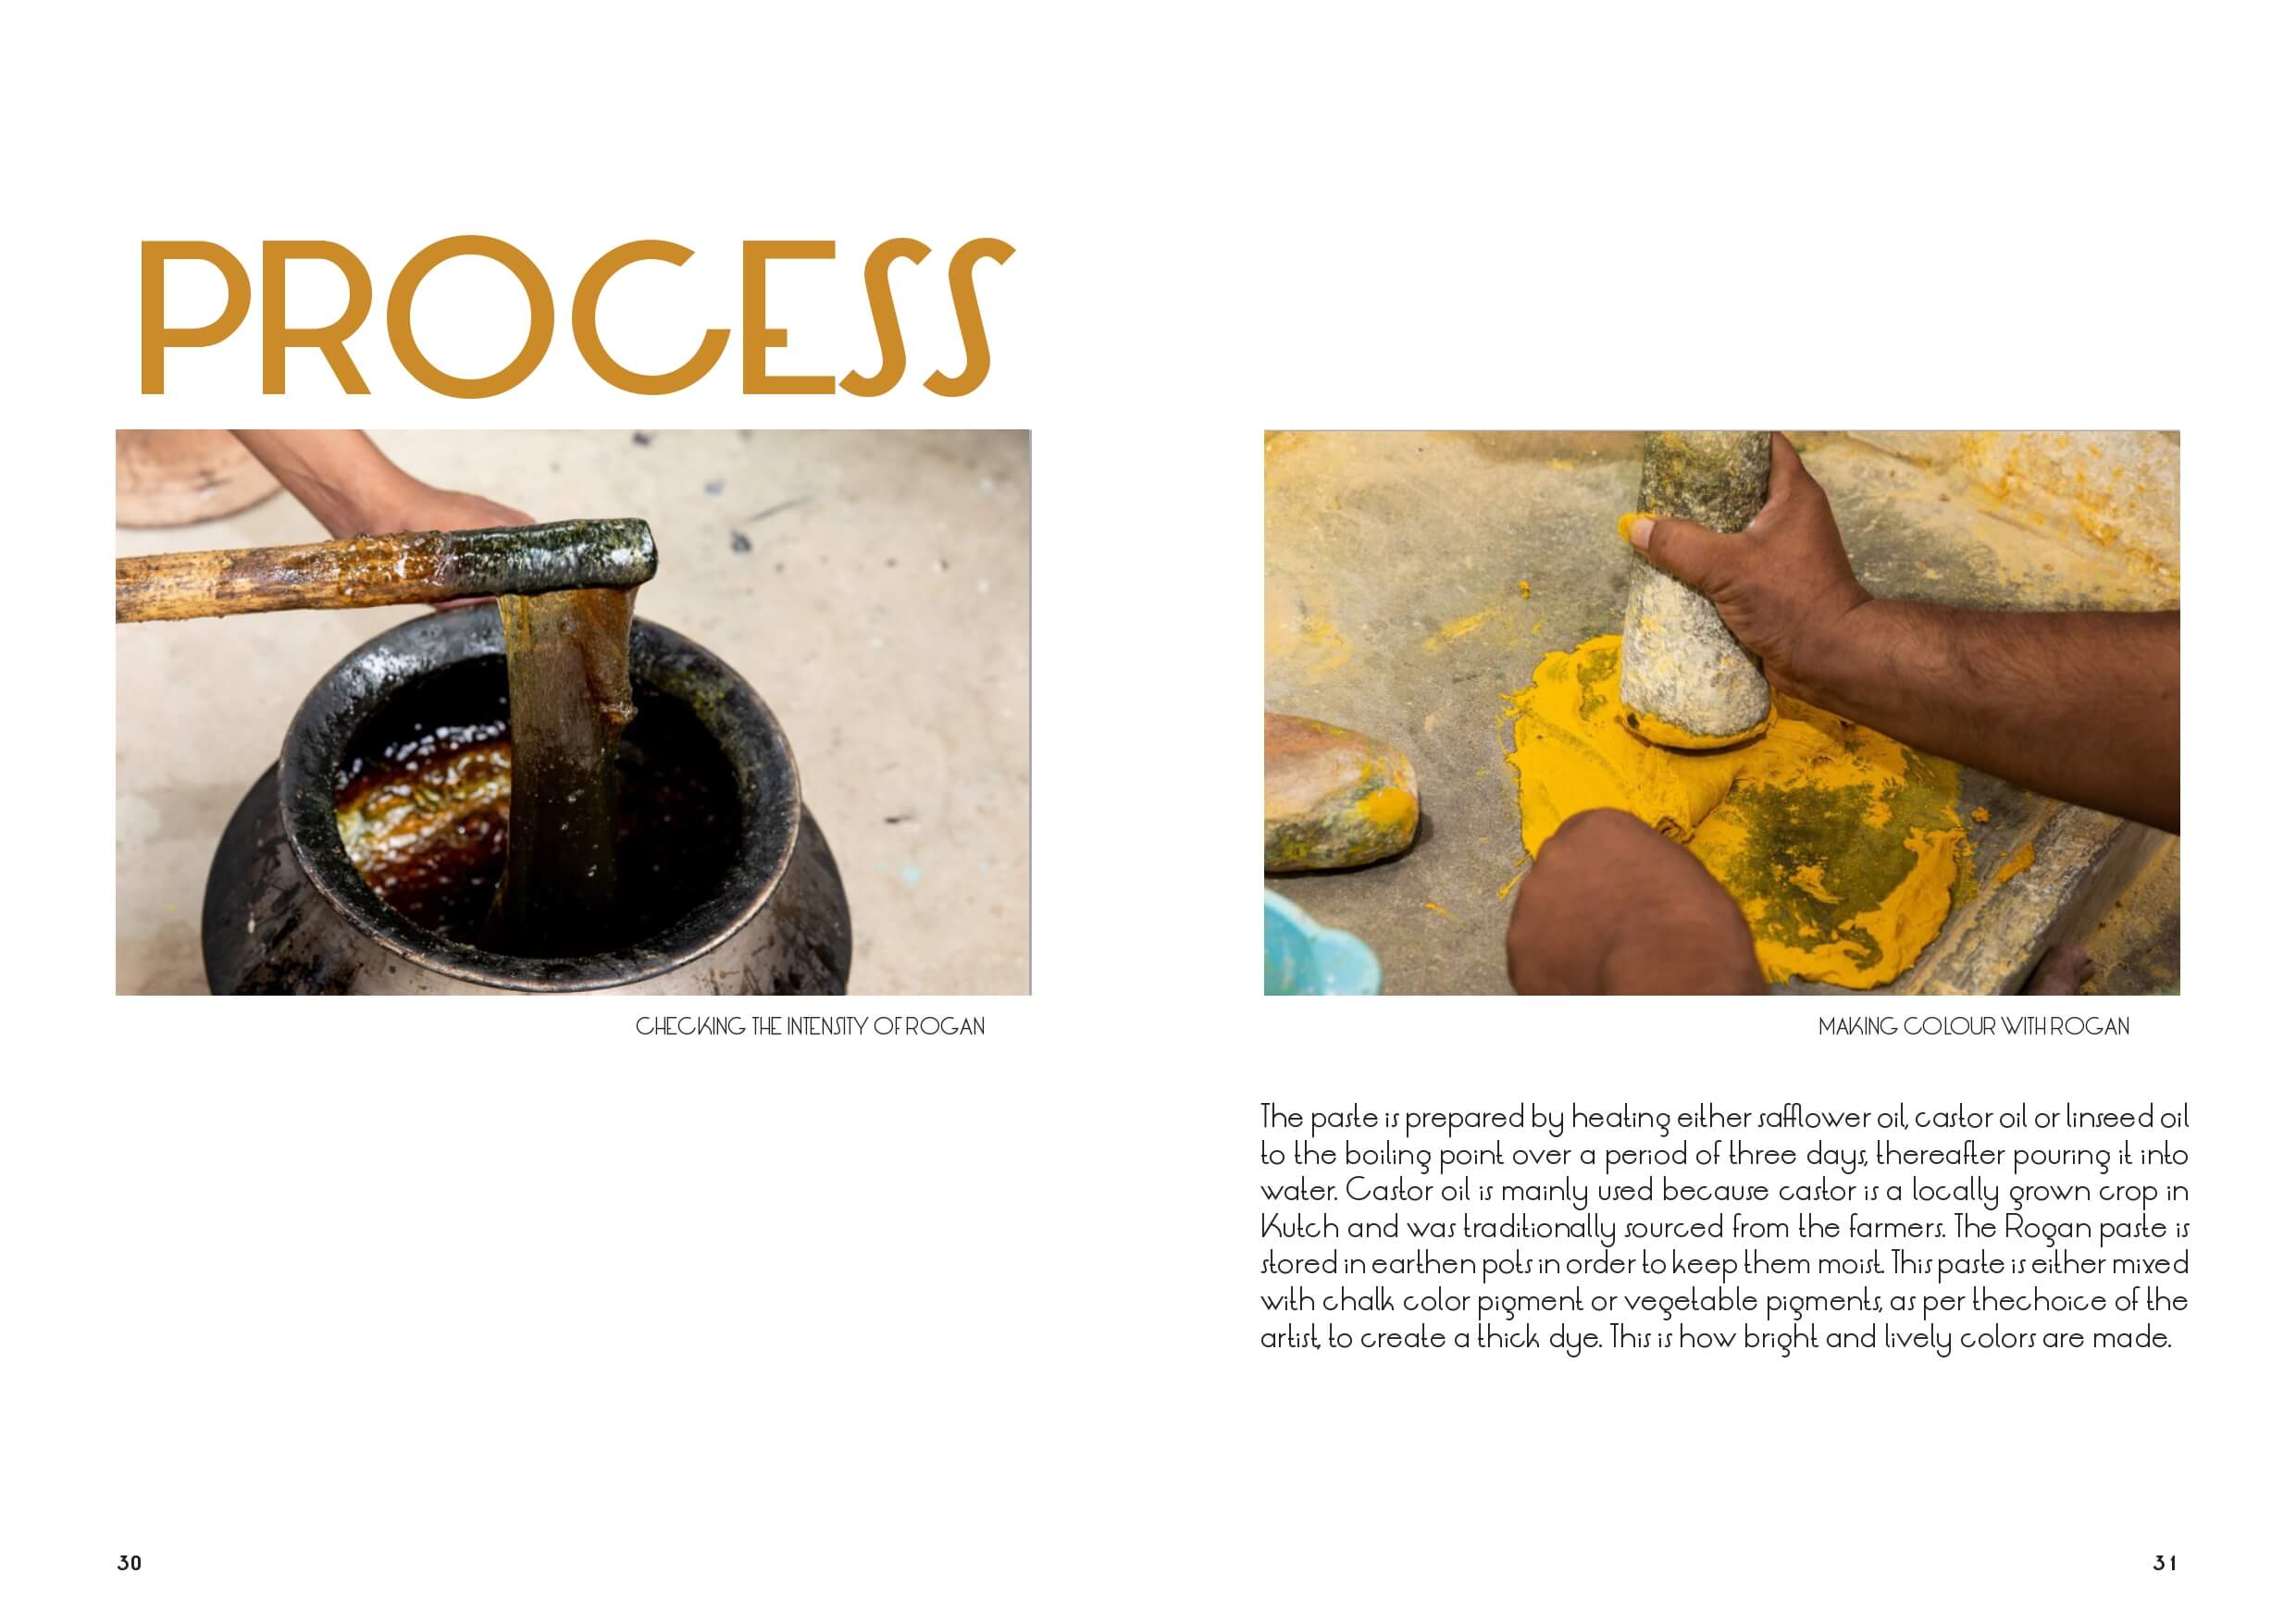 PROCESS
CHECKING THE INTENSITY OF ROGAN
MAKING COLOUR WITH ROGAN
The paste is prepared by heating either safflower oil, castor oil or linseed oil
to the boiling point over a period of three days, thereafter pouring it into
water. Castor oil is mainly used because castor is a locally grown crop in
Kutch and was traditionally sourced from the farmers. The Rogan paste is
stored in earthen pots in order to keep them moist. This paste is either mixed
with chalk color pigment or vegetable pigments, as per thechoice of the
artist, to create a thick dye. This is how bright and lively colors are made.
30
31